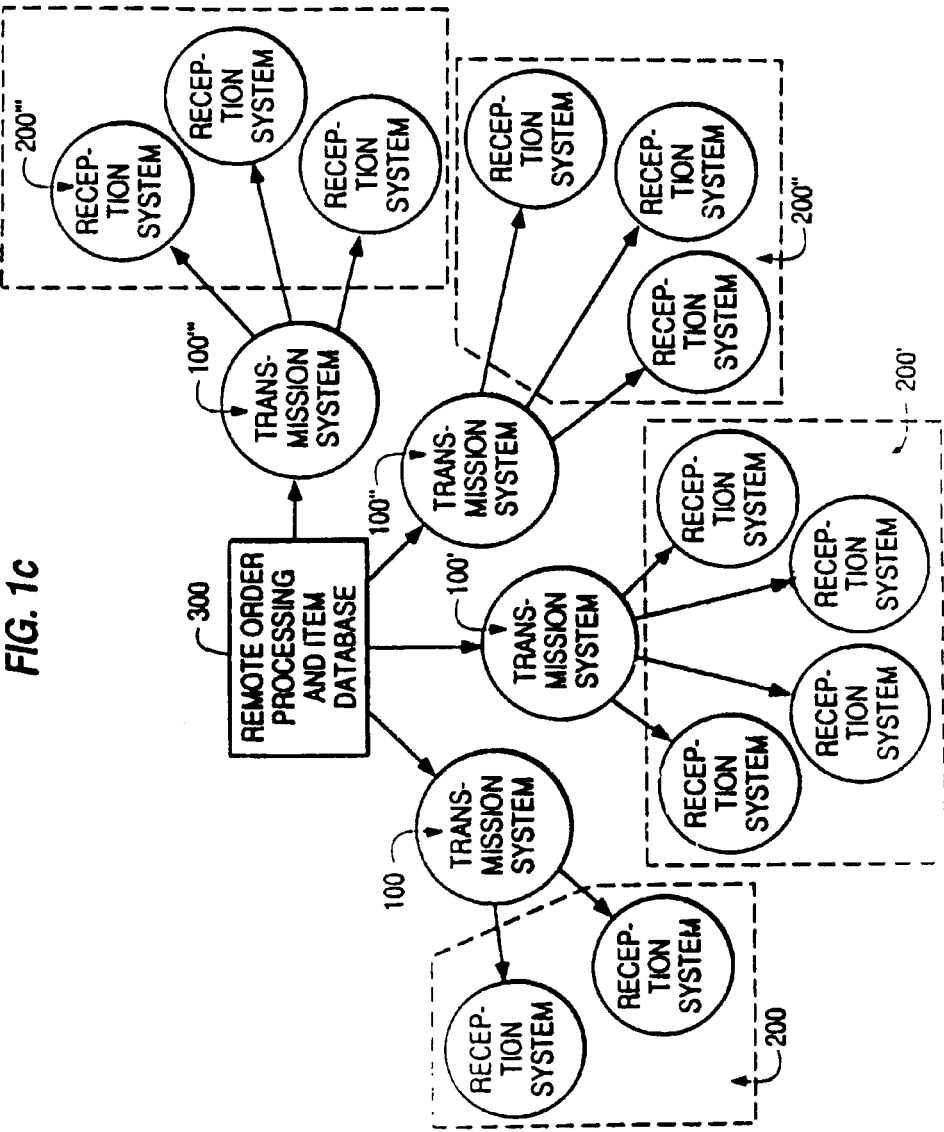 FIG. 1c
300
REMOTE ORDER
PROCESSING
AND ITEM
DATABASE
100
TRANS-
MISSION
SYSTEM
100'
TRANS-
MISSION
SYSTEM
100"
TRANS-
MISSION
SYSTEM
100"'
TRANS-
MISSION
SYSTEM
RECEP-
TION
SYSTEM
RECEP-
TION
SYSTEM
200
RECEP-
TION
SYSTEM
RECEP-
TION
SYSTEM
RECEP-
TION
SYSTEM
RECEP-
TION
SYSTEM
200'
RECEP-
TION
SYSTEM
RECEP-
TION
SYSTEM
RECEP-
TION
SYSTEM
200"
200"'
RECEP-
TION
SYSTEM
RECEP-
TION
SYSTEM
RECEP-
TION
SYSTEM